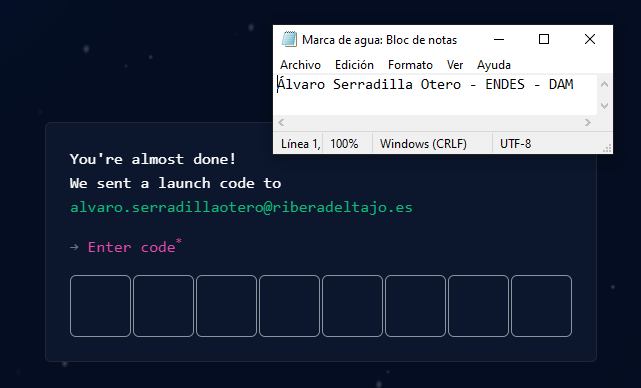 Marca de agua: Bloc de notas
Archivo Edición Formato Ver Ayuda
Álvaro Serradilla Otero - ENDES - DAM
Línea 1, 100% Windows (CRLF) UTF-8
You're almost done!
We sent a launch code to
alvaro.serradillaotero@riberadeltajo.es
→ Enter code*